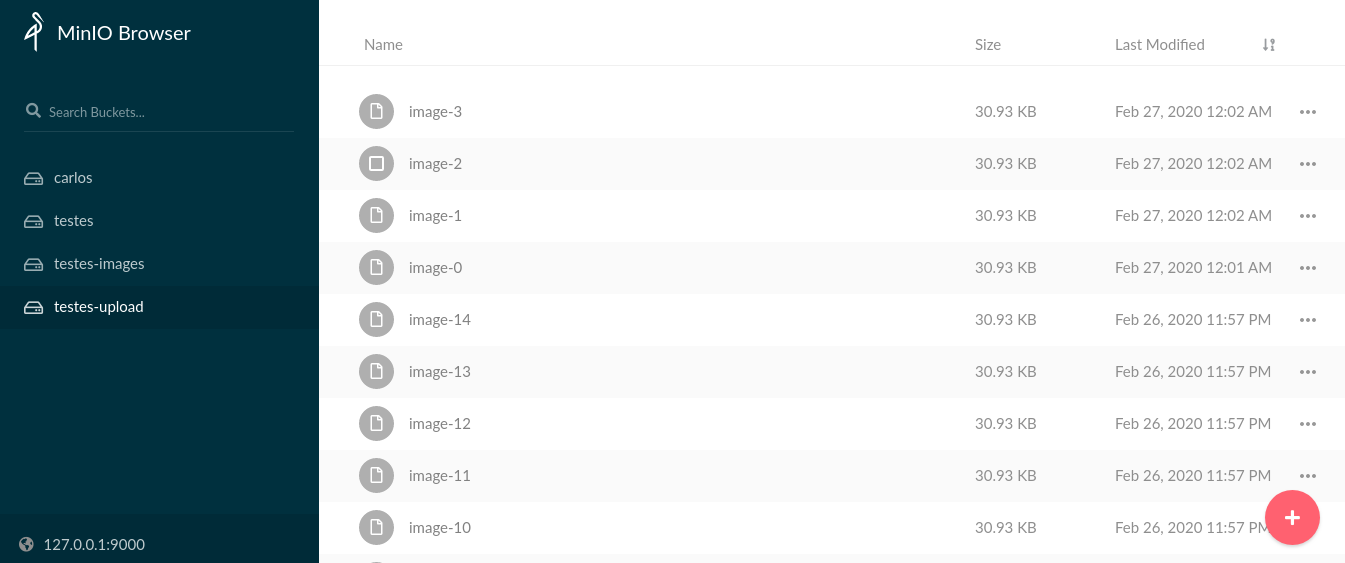 MinIO Browser
Search Buckets...
carlos
testes
testes-images
testes-upload
127.0.0.1:9000
Name Size Last Modified
image-3 30.93 KB Feb 27, 2020 12:02 AM
image-2 30.93 KB Feb 27, 2020 12:02 AM
image-1 30.93 KB Feb 27, 2020 12:02 AM
image-0 30.93 KB Feb 27, 2020 12:01 AM
image-14 30.93 KB Feb 26, 2020 11:57 PM
image-13 30.93 KB Feb 26, 2020 11:57 PM
image-12 30.93 KB Feb 26, 2020 11:57 PM
image-11 30.93 KB Feb 26, 2020 11:57 PM
image-10 30.93 KB Feb 26, 2020 11:57 PM